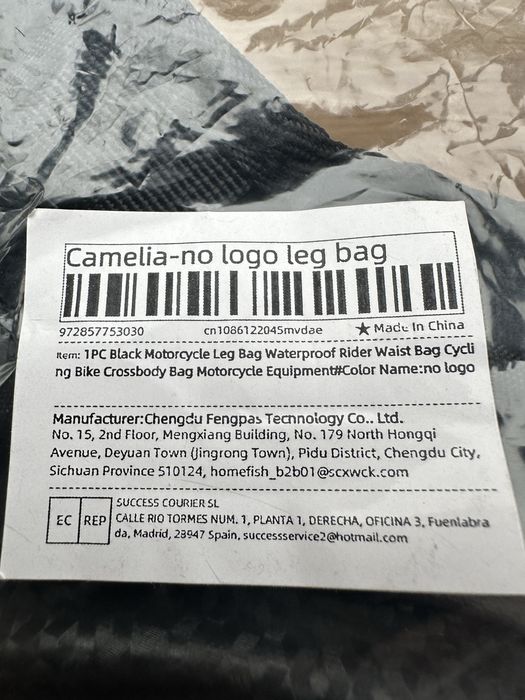 Camelia-no logo leg bag
972857753030 cn1086122045mvdae ★ Made In China
Item: 1PC Black Motorcycle Leg Bag Waterproof Rider Waist Bag Cycli
ng Bike Crossbody Bag Motorcycle Equipment#Color Name:no logo
Manufacturer:Chengdu Fengpas Technology Co.. Ltd.
No. 15, 2nd Floor, Mengxiang Building, No. 179 North Hongqi
Avenue, Deyuan Town (Jingrong Town), Pidu District, Chengdu City,
Sichuan Province 510124, homefish_b2b01@scxwck.com
EC REP
SUCCESS COURIER SL
CALLE RIO TORMES NUM. 1, PLANTA 1, DERECHA, OFICINA 3, Fuenlabra
da, Madrid, 28947 Spain, successservice2@hotmail.com